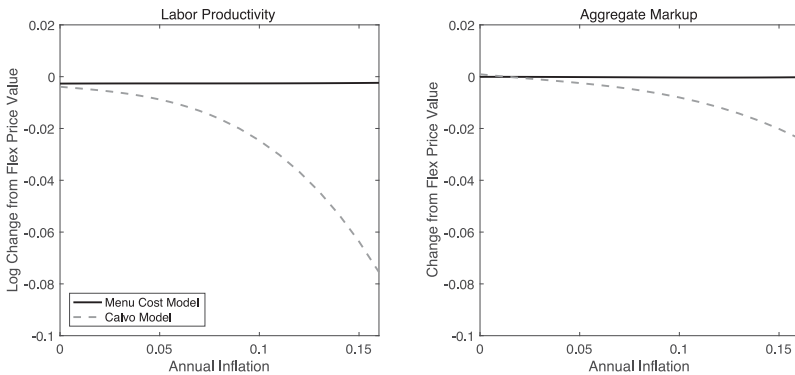 Labor Productivity
0.02
0
-0.02
-0.04
-0.06
-0.08
-0.1
Log Change from Flex Price Value
Menu Cost Model
Calvo Model
0
0.05
0.1
0.15
Annual Inflation
Aggregate Markup
0.02
0
-0.02
-0.04
-0.06
-0.08
-0.1
Change from Flex Price Value
0
0.05
0.1
0.15
Annual Inflation